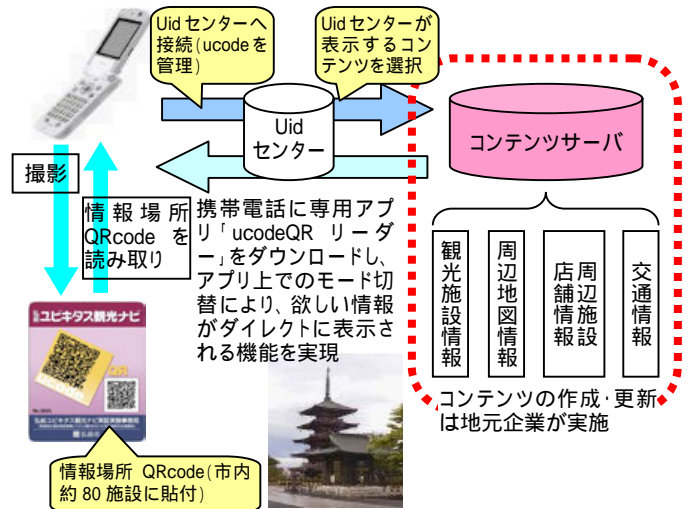 Uidセンターへ
接続(ucodeを
管理)
Uidセンターが
表示するコン
テンツを選択
Uid
センター
コンテンツサーバ
撮影
情報場所
QRcode を
読み取り
携帯電話に専用アプ
リ「ucodeQR リーダ
ー」をダウンロードし、
アプリ上でのモード切
替により、欲しい情報
がダイレクトに表示さ
れる機能を実現
観光施設情報
周辺地図情報
周辺施設
店舗情報
交通情報
コンテンツの作成・更新
は地元企業が実施
ユビキタス観光ナビ
QR
情報場所 QRcode(市内
約 80 施設に貼付)